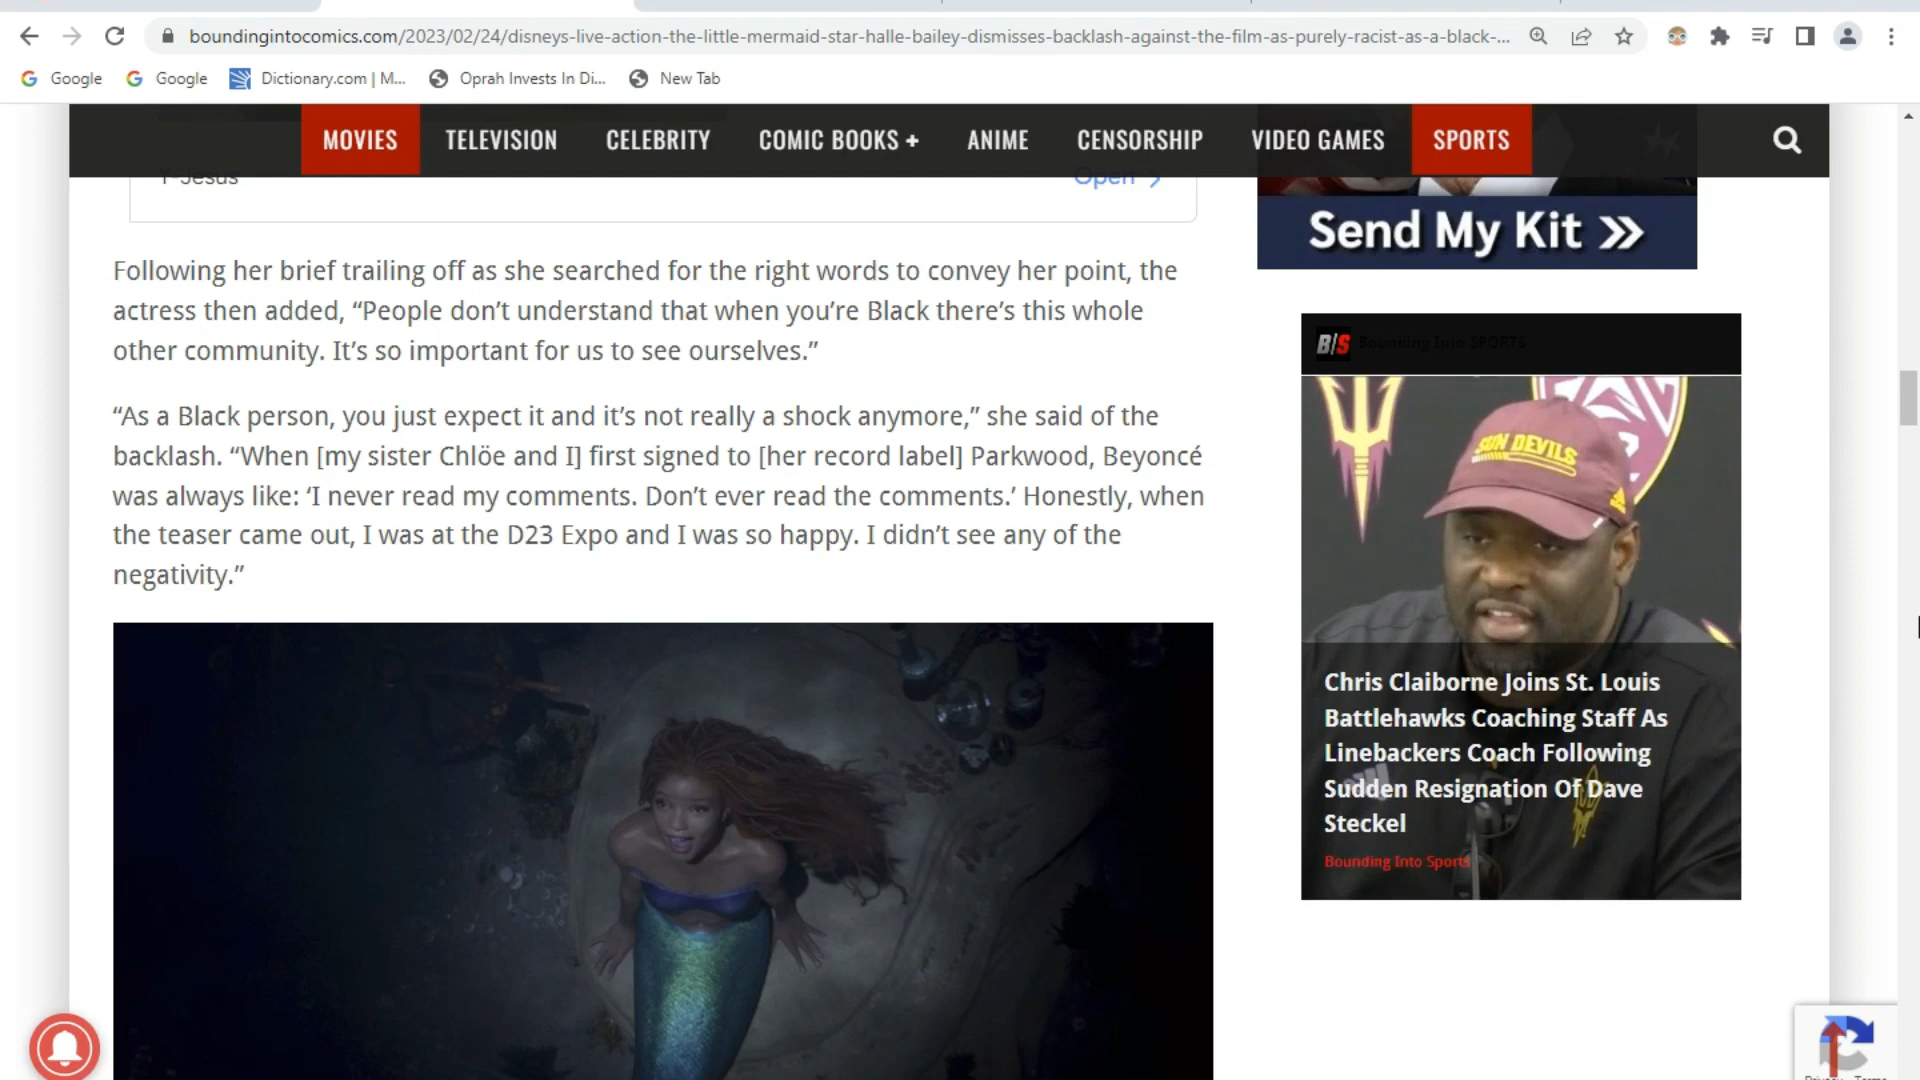 boundingintocomics.com/2023/02/24/disneys-live-action-the-little-mermaid-star-halle-bailey-dismisses-backlash-against-the-film-as-purely-racist-as-a-black-...
Google
Google
Dictionary.com | M...
Oprah Invests In Di...
New Tab
MOVIES
TELEVISION
CELEBRITY
COMIC BOOKS +
ANIME
CENSORSHIP
VIDEO GAMES
SPORTS
Open
Send My Kit »
Following her brief trailing off as she searched for the right words to convey her point, the
actress then added, “People don’t understand that when you’re Black there’s this whole
other community. It’s so important for us to see ourselves.”
“As a Black person, you just expect it and it’s not really a shock anymore,” she said of the
backlash. “When [my sister Chlöe and I] first signed to [her record label] Parkwood, Beyoncé
was always like: ‘I never read my comments. Don’t ever read the comments.’ Honestly, when
the teaser came out, I was at the D23 Expo and I was so happy. I didn’t see any of the
negativity.”
B|S Bounding Into SPORTS
SUN DEVILS
Chris Claiborne Joins St. Louis
Battlehawks Coaching Staff As
Linebackers Coach Following
Sudden Resignation Of Dave
Steckel
Bounding Into Sports